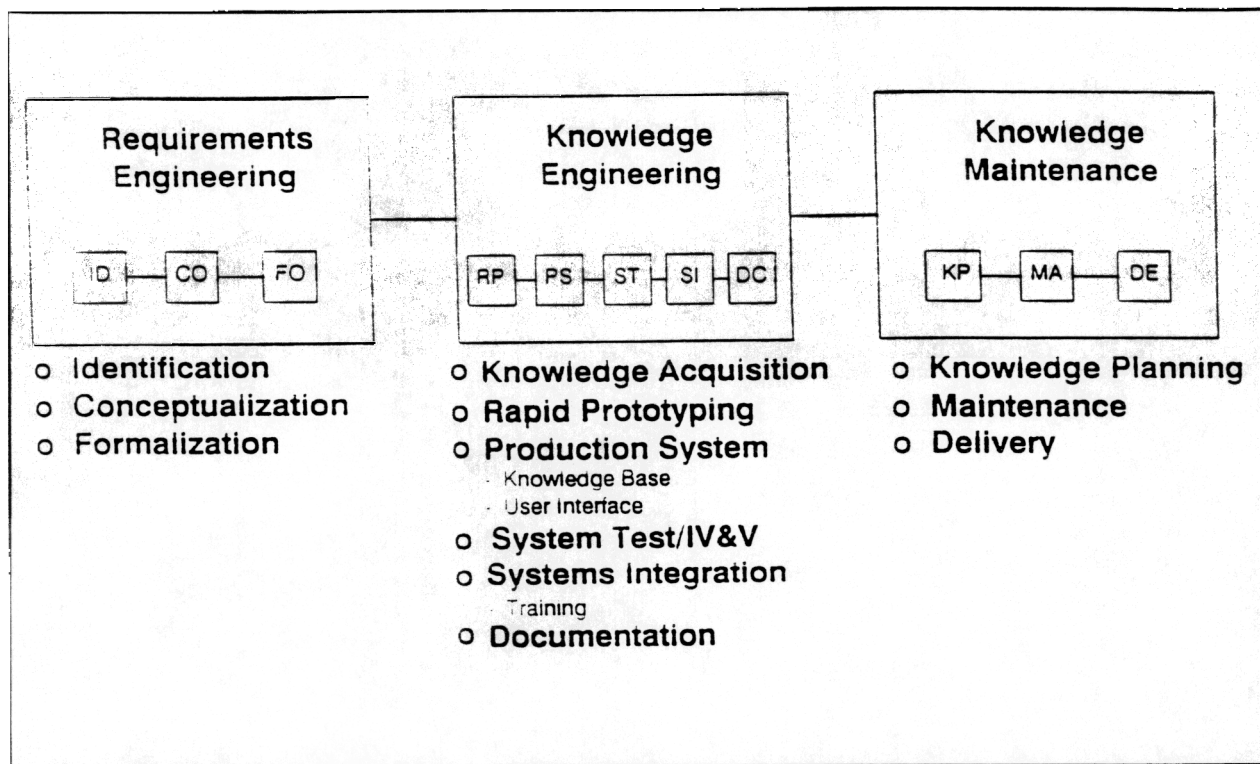 Requirements
Engineering
ID CO FO
o Identification
o Conceptualization
o Formalization
Knowledge
Engineering
RP PS ST SI DC
o Knowledge Acquisition
o Rapid Prototyping
o Production System
- Knowledge Base
- User Interface
o System Test/IV&V
o Systems Integration
- Training
o Documentation
Knowledge
Maintenance
KP MA DE
o Knowledge Planning
o Maintenance
o Delivery